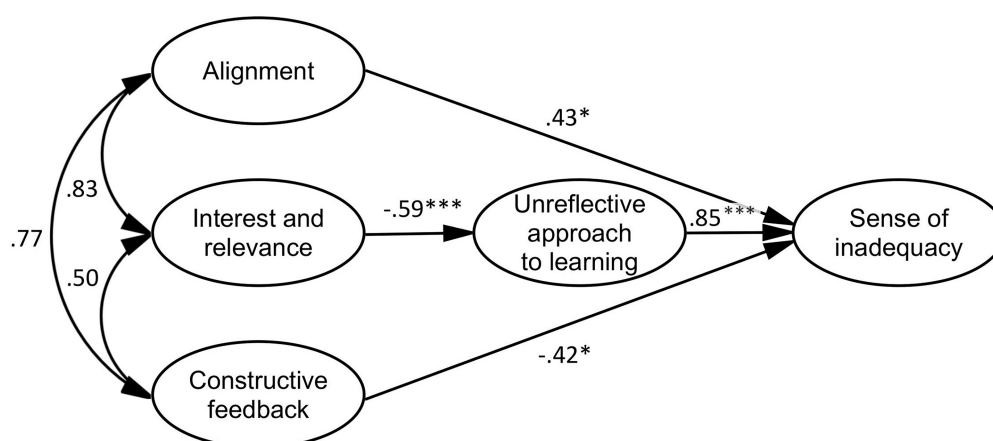 Alignment
.43*
.83
.77
Interest and
relevance
-.59***
Unreflective
approach
to learning
.85***
Sense of
inadequacy
.50
-.42*
Constructive
feedback